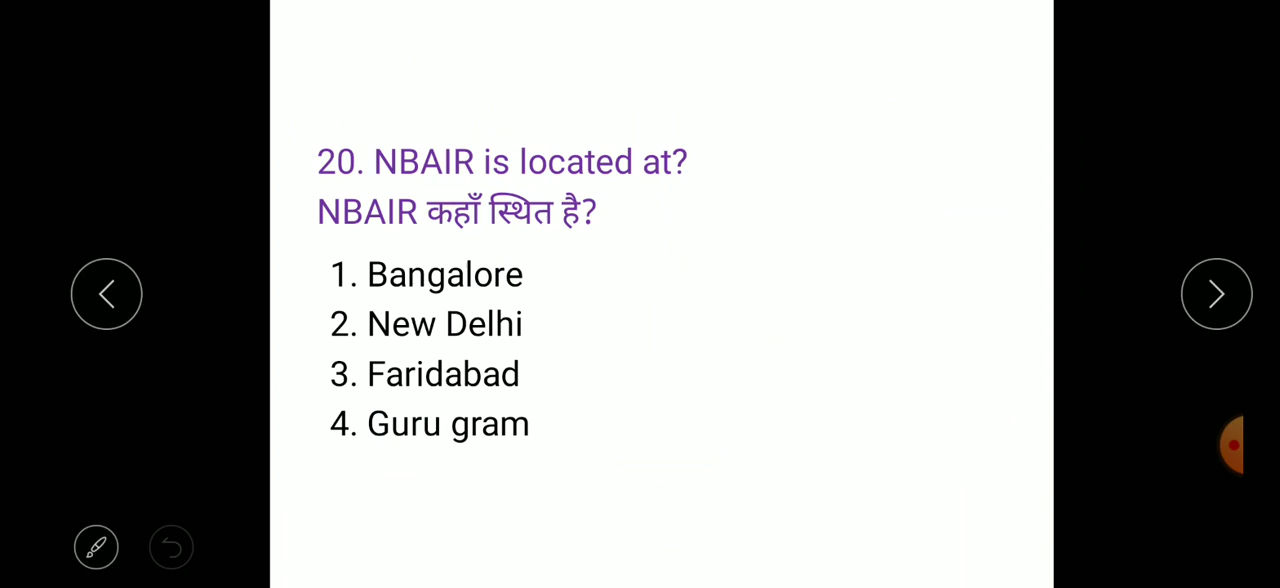 20. NBAIR is located at?
NBAIR कहाँ स्थित है?
1. Bangalore
2. New Delhi
3. Faridabad
4. Guru gram